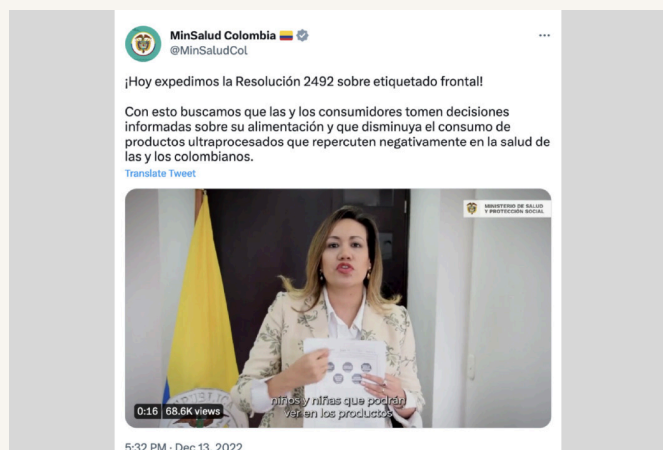 MinSalud Colombia
@MinSaludCol
¡Hoy expedimos la Resolución 2492 sobre etiquetado frontal!
Con esto buscamos que las y los consumidores tomen decisiones
informadas sobre su alimentación y que disminuya el consumo de
productos ultraprocesados que repercuten negativamente en la salud de
las y los colombianos.
Translate Tweet
MINISTERIO DE SALUD
Y PROTECCIÓN SOCIAL
niños y niñas que podrán
ver en los productos
0:16 68.6K views
5:32 PM · Dec 13, 2022